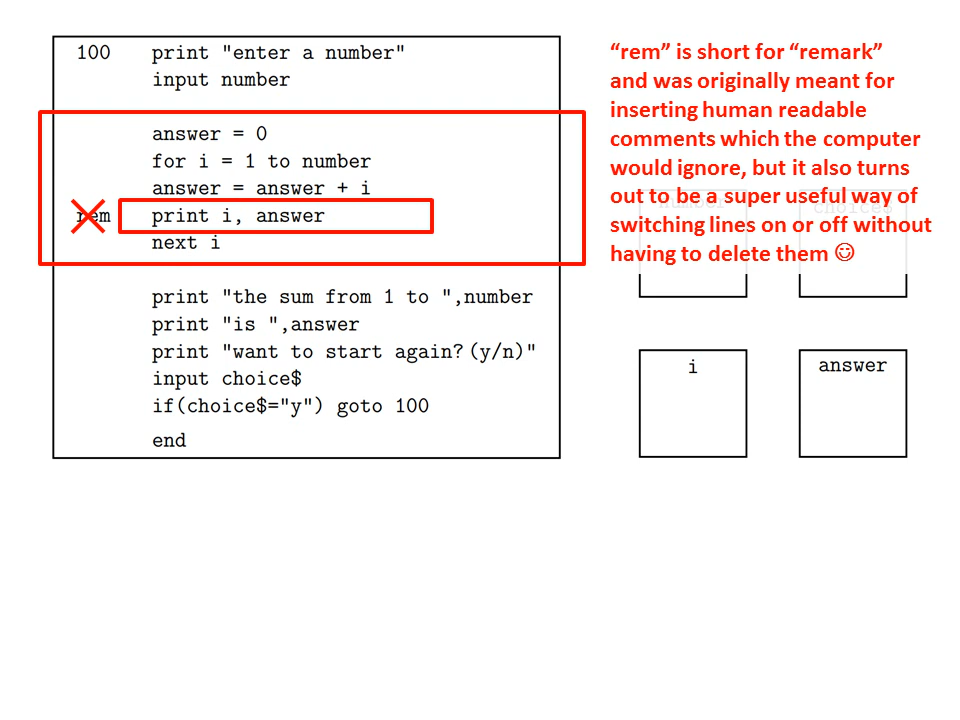 100 print "enter a number"
input number
answer = 0
for i = 1 to number
answer = answer + i
rem print i, answer
next i
print "the sum from 1 to ",number
print "is ",answer
print "want to start again?(y/n)"
input choice$
if(choice$="y") goto 100
end
“rem” is short for “remark”
and was originally meant for
inserting human readable
comments which the computer
would ignore, but it also turns
out to be a super useful way of
switching lines on or off without
having to delete them ☺
number choice$
i answer